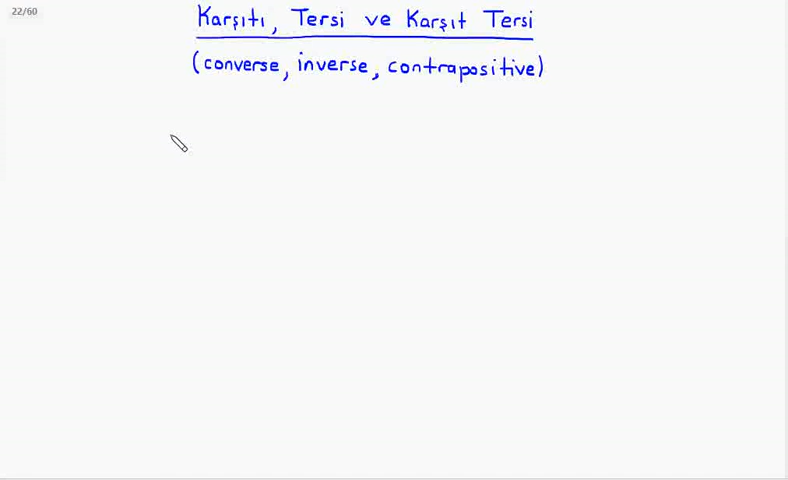 22/60
Karşıtı, Tersi ve Karşıt Tersi
(converse, inverse, contrapositive)